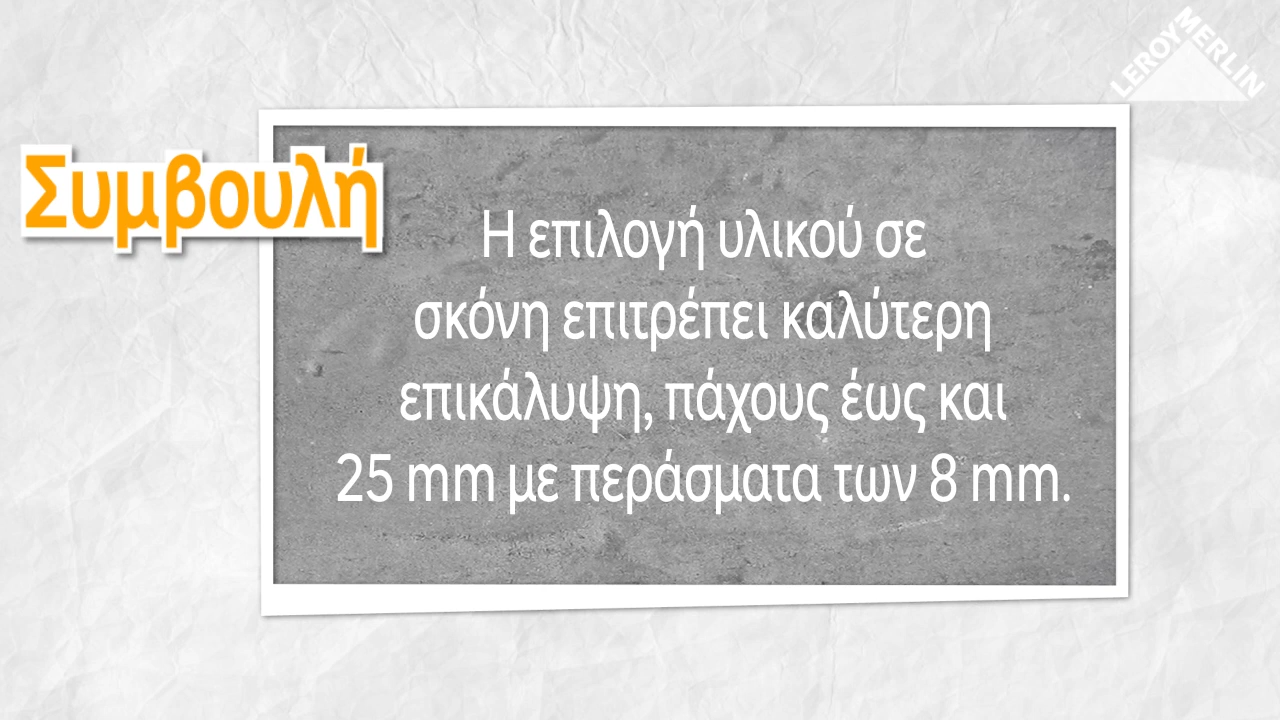 LEROY MERLIN
Συμβουλή
Η επιλογή υλικού σε
σκόνη επιτρέπει καλύτερη
επικάλυψη, πάχους έως και
25 mm με περάσματα των 8 mm.